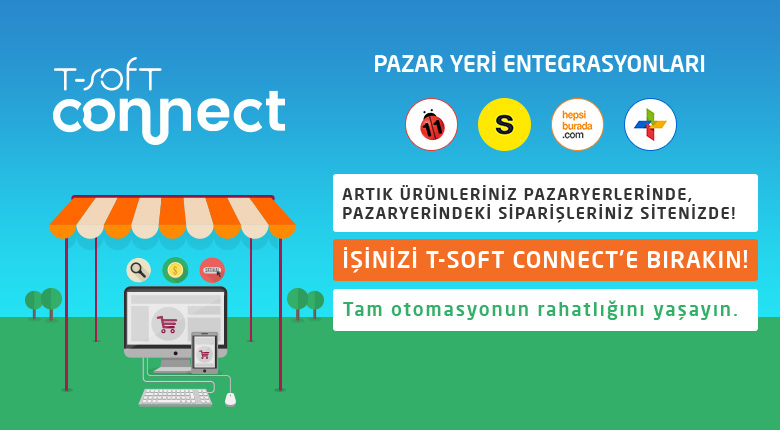 T-SOFT
connect
PAZAR YERİ ENTEGRASYONLARI
11
S
hepsi
burada
.com
ARTIK ÜRÜNLERİNİZ PAZARYERLERİNDE,
PAZARYERİNDEKİ SİPARİŞLERİNİZ SİTENİZDE!
İŞİNİZİ T-SOFT CONNECT'E BIRAKIN!
Tam otomasyonun rahatlığını yaşayın.
$